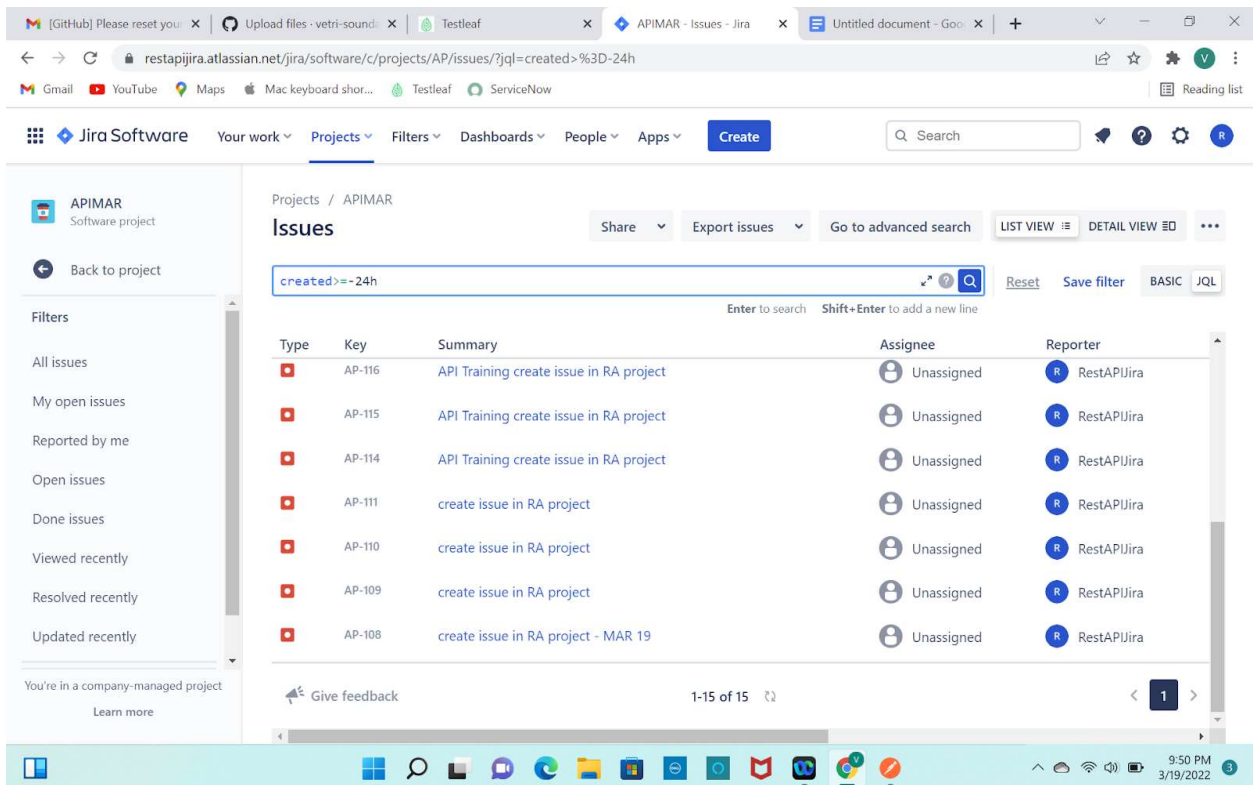 [GitHub] Please reset you
Upload files · vetri-sound
Testleaf
APIMAR - Issues - Jira
Untitled document - Goo
restapijira.atlassian.net/jira/software/c/projects/AP/issues/?jql=created>%3D-24h
V
Gmail YouTube Maps Mac keyboard shor... Testleaf ServiceNow Reading list
Jira Software Your work Projects Filters Dashboards People Apps Create Search R
APIMAR
Software project
Back to project
Filters
All issues
My open issues
Reported by me
Open issues
Done issues
Viewed recently
Resolved recently
Updated recently
You're in a company-managed project
Learn more
Projects / APIMAR
Issues
Share Export issues Go to advanced search LIST VIEW DETAIL VIEW
created>=-24h
Reset Save filter BASIC JQL
Enter to search Shift+Enter to add a new line
Type Key Summary Assignee Reporter
AP-116 API Training create issue in RA project Unassigned R RestAPIJira
AP-115 API Training create issue in RA project Unassigned R RestAPIJira
AP-114 API Training create issue in RA project Unassigned R RestAPIJira
AP-111 create issue in RA project Unassigned R RestAPIJira
AP-110 create issue in RA project Unassigned R RestAPIJira
AP-109 create issue in RA project Unassigned R RestAPIJira
AP-108 create issue in RA project - MAR 19 Unassigned R RestAPIJira
Give feedback 1-15 of 15 1
9:50 PM
3/19/2022 3